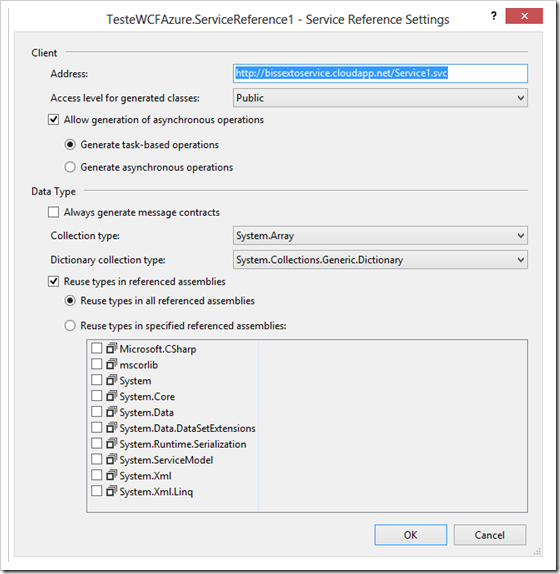 TesteWCFAzure.ServiceReference1 - Service Reference Settings
?
Client
Address: http://bissextoservice.cloudapp.net/Service1.svc
Access level for generated classes: Public
Allow generation of asynchronous operations
Generate task-based operations
Generate asynchronous operations
Data Type
Always generate message contracts
Collection type: System.Array
Dictionary collection type: System.Collections.Generic.Dictionary
Reuse types in referenced assemblies
Reuse types in all referenced assemblies
Reuse types in specified referenced assemblies:
Microsoft.CSharp
mscorlib
System
System.Core
System.Data
System.Data.DataSetExtensions
System.Runtime.Serialization
System.ServiceModel
System.Xml
System.Xml.Linq
OK Cancel